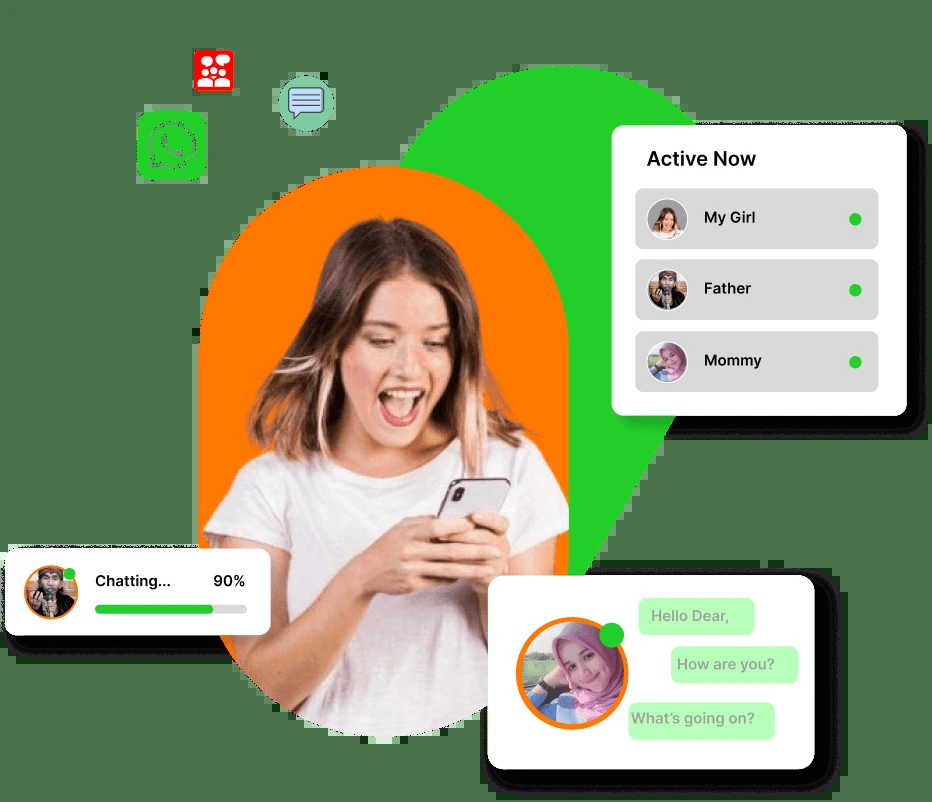 Active Now
My Girl
Father
Mommy
Chatting... 90%
Hello Dear,
How are you?
What's going on?